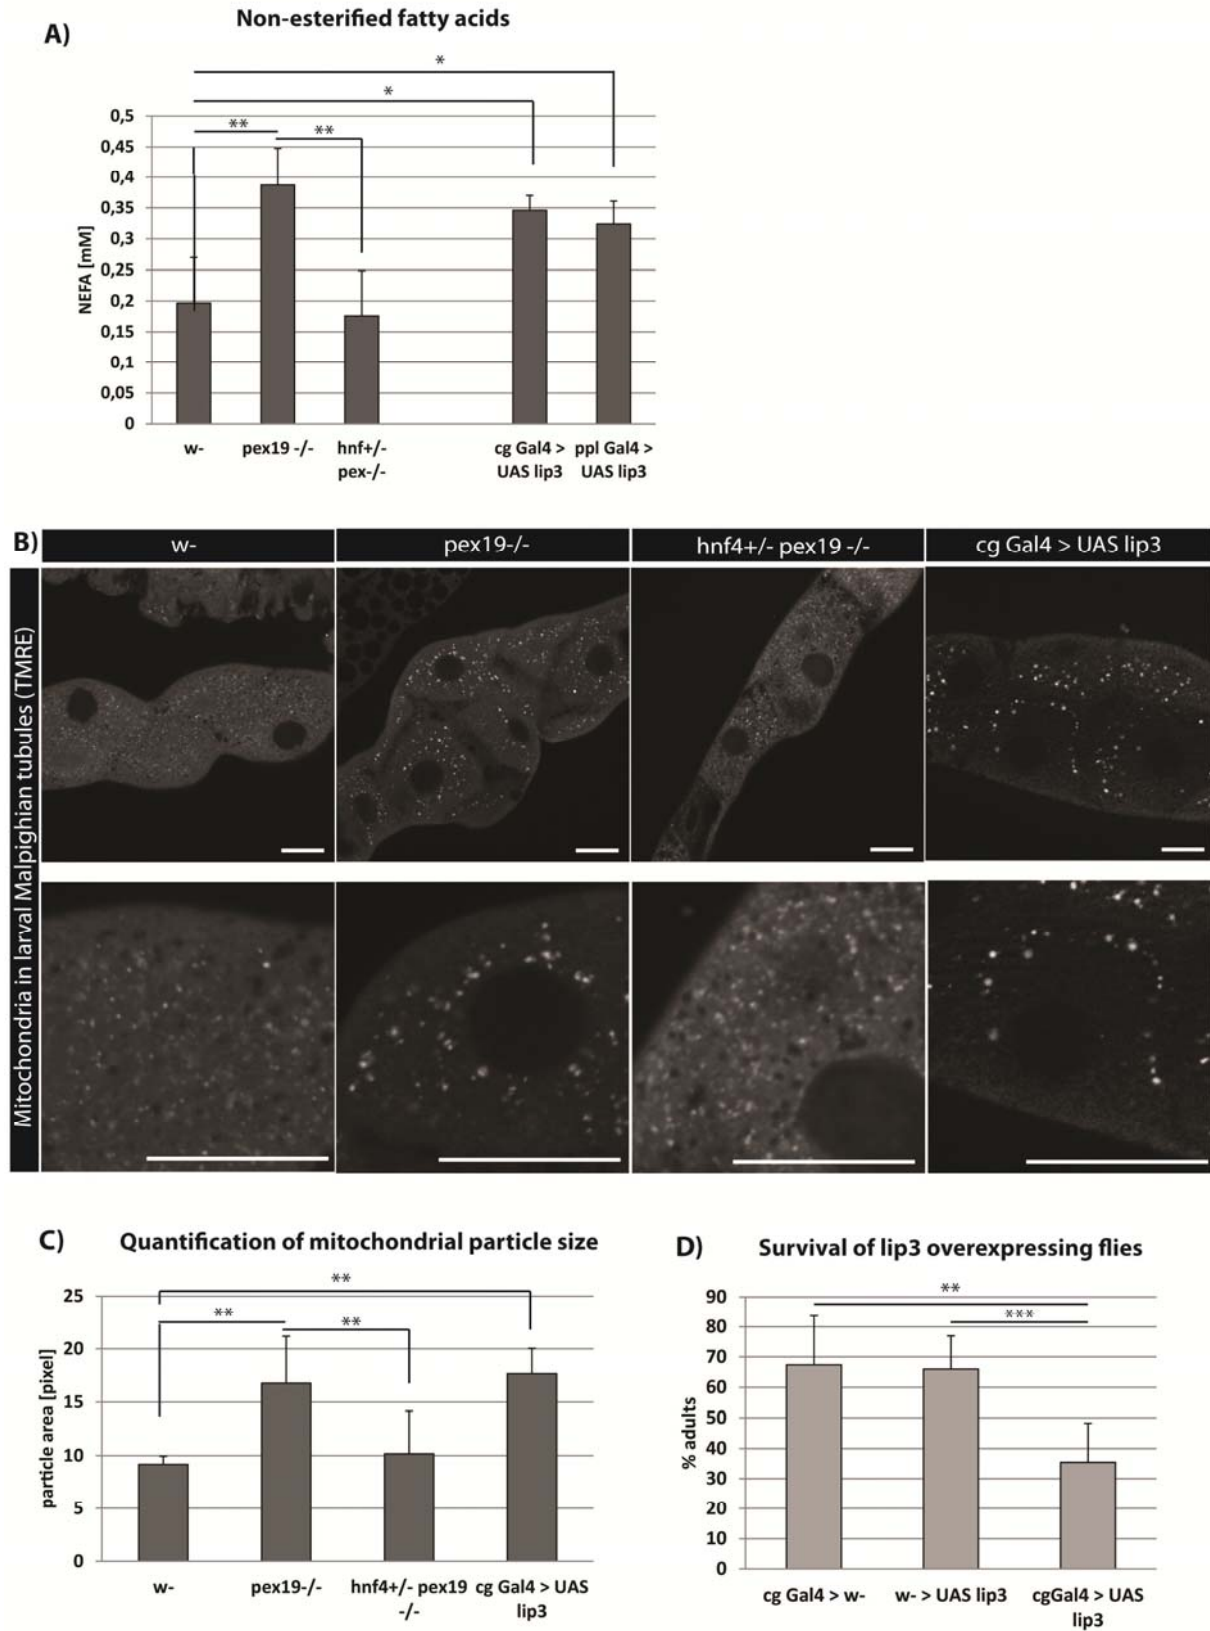 Non-esterified fatty acids
A)
*
*
**
**
0,5
0,45
0,4
0,35
0,3
0,25
0,2
0,15
0,1
0,05
0
NEFA [mM]
w-
pex19 -/-
hnf+/-
pex-/-
cg Gal4 >
UAS lip3
ppl Gal4 >
UAS lip3
B)
w-
pex19-/-
hnf4+/- pex19 -/-
cg Gal4 > UAS lip3
Mitochondria in larval Malpighian tubules (TMRE)
C)
Quantification of mitochondrial particle size
**
**
**
25
20
15
10
5
0
particle area [pixel]
w-
pex19-/-
hnf4+/- pex19
-/-
cg Gal4 > UAS
lip3
D)
Survival of lip3 overexpressing flies
**
***
90
80
70
60
50
40
30
20
10
0
% adults
cg Gal4 > w-
w- > UAS lip3
cgGal4 > UAS
lip3